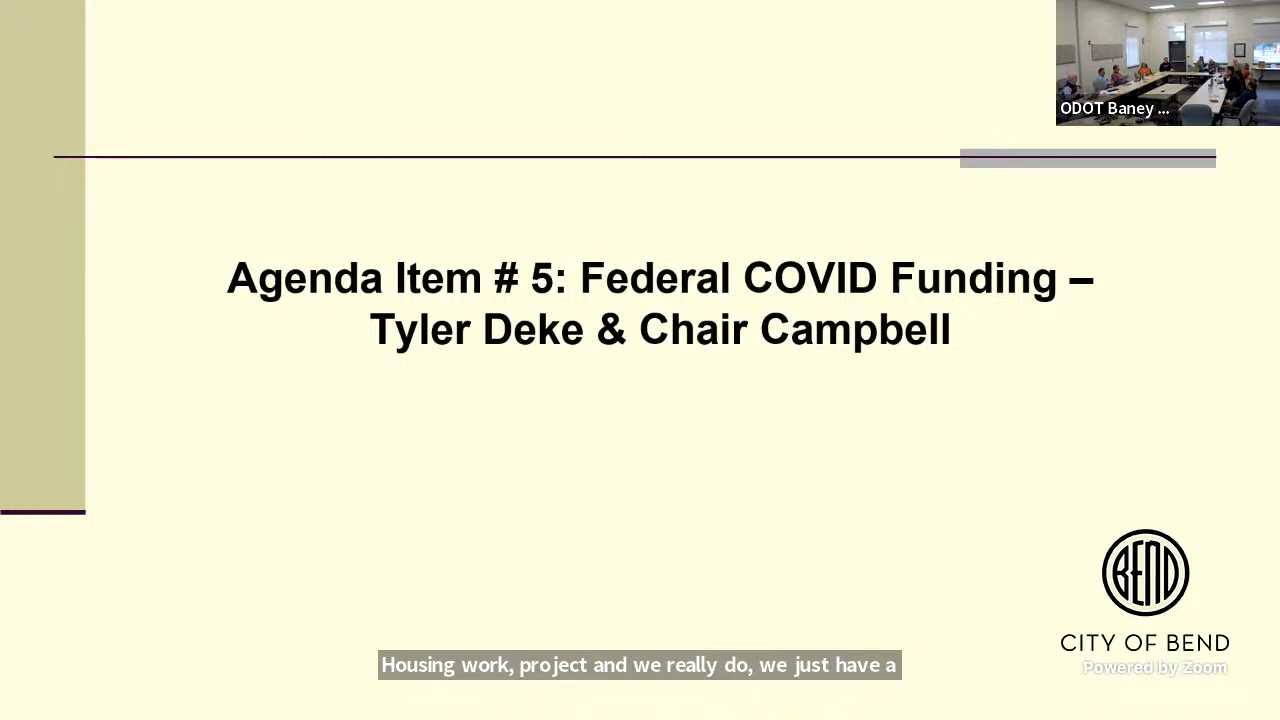 ODOT Baney ...
Agenda Item # 5: Federal COVID Funding –
Tyler Deke & Chair Campbell
BEND
CITY OF BEND
Powered by Zoom
Housing work, project and we really do, we just have a